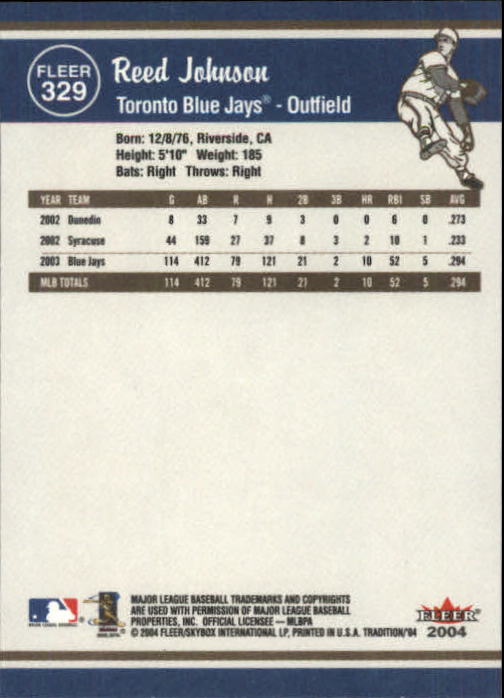 FLEER
329
Reed Johnson
Toronto Blue Jays® - Outfield
Born: 12/8/76, Riverside, CA
Height: 5'10" Weight: 185
Bats: Right Throws: Right
YEAR TEAM G AB R H 2B 3B HR RBI SB AVG
2002 Dunedin 8 33 7 9 3 0 0 6 0 .273
2002 Syracuse 44 159 27 37 8 3 2 10 1 .233
2003 Blue Jays 114 412 79 121 21 2 10 52 5 .294
MLB TOTALS 114 412 79 121 21 2 10 52 5 .294
MAJOR LEAGUE BASEBALL TRADEMARKS AND COPYRIGHTS
ARE USED WITH PERMISSION OF MAJOR LEAGUE BASEBALL
PROPERTIES, INC. OFFICIAL LICENSEE — MLBPA
© 2004 FLEER/SKYBOX INTERNATIONAL LP, PRINTED IN U.S.A. TRADITION/'04
FLEER
2004